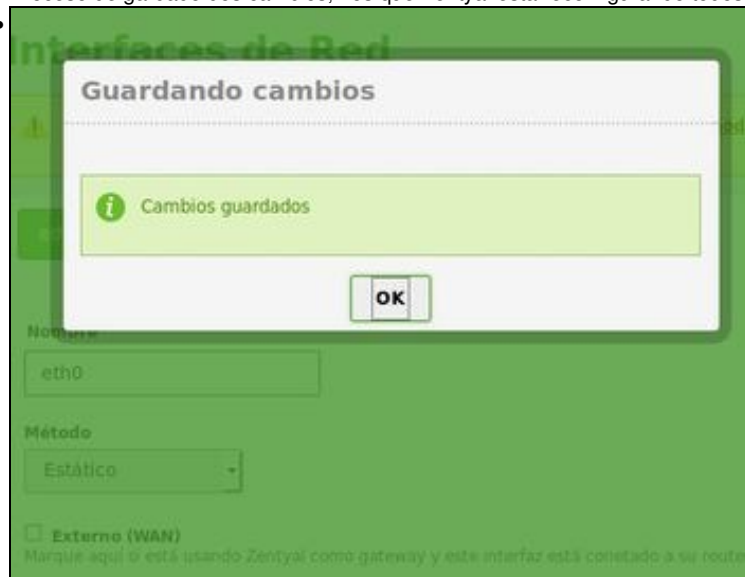 Interfaces de Red
Guardando cambios
Cambios guardados
OK
Nombre
eth0
Método
Estático
Externo (WAN)
Marque aquí si está usando Zentyal como gateway y este interfaz está conetado a su route